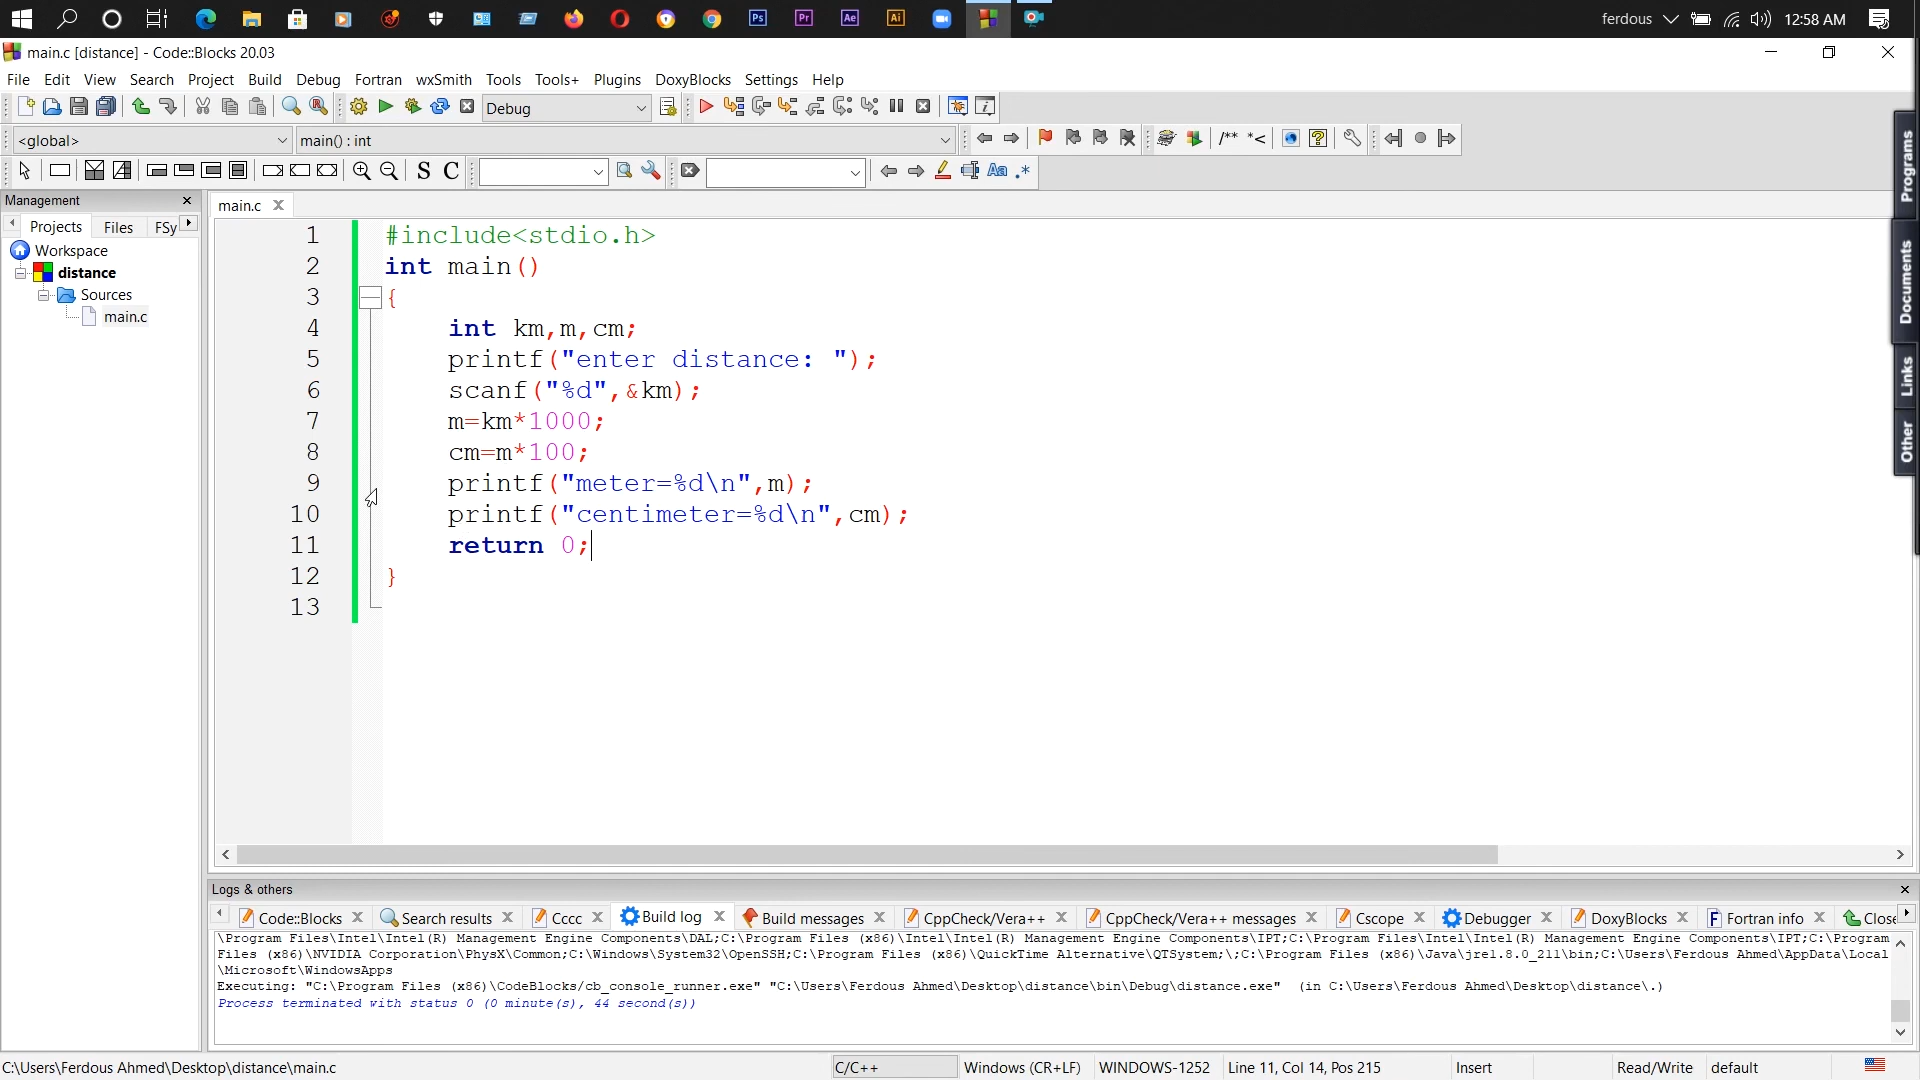 ferdous
12:58 AM
main.c [distance] - Code::Blocks 20.03
File Edit View Search Project Build Debug Fortran wxSmith Tools Tools+ Plugins DoxyBlocks Settings Help
Debug
<global> main() : int /** *<
S C Aa .*
Management
Projects Files FSy
Workspace
distance
Sources
main.c
main.c
1 #include<stdio.h>
2 int main()
3 {
4 int km,m,cm;
5 printf("enter distance: ");
6 scanf("%d",&km);
7 m=km*1000;
8 cm=m*100;
9 printf("meter=%d\n",m);
10 printf("centimeter=%d\n",cm);
11 return 0;
12 }
13
Programs
Documents
Links
Other
Logs & others
Code::Blocks Search results Cccc Build log Build messages CppCheck/Vera++ CppCheck/Vera++ messages Cscope Debugger DoxyBlocks Fortran info Close
\Program Files\Intel\Intel(R) Management Engine Components\DAL;C:\Program Files (x86)\Intel\Intel(R) Management Engine Components\IPT;C:\Program Files\Intel\Intel(R) Management Engine Components\IPT;C:\Program
Files (x86)\NVIDIA Corporation\PhysX\Common;C:\Windows\System32\OpenSSH;C:\Program Files (x86)\QuickTime Alternative\QTSystem;\;C:\Program Files (x86)\Java\jre1.8.0_211\bin;C:\Users\Ferdous Ahmed\AppData\Local
\Microsoft\WindowsApps
Executing: "C:\Program Files (x86)\CodeBlocks/cb_console_runner.exe" "C:\Users\Ferdous Ahmed\Desktop\distance\bin\Debug\distance.exe" (in C:\Users\Ferdous Ahmed\Desktop\distance\.)
Process terminated with status 0 (0 minute(s), 44 second(s))
C:\Users\Ferdous Ahmed\Desktop\distance\main.c C/C++ Windows (CR+LF) WINDOWS-1252 Line 11, Col 14, Pos 215 Insert Read/Write default